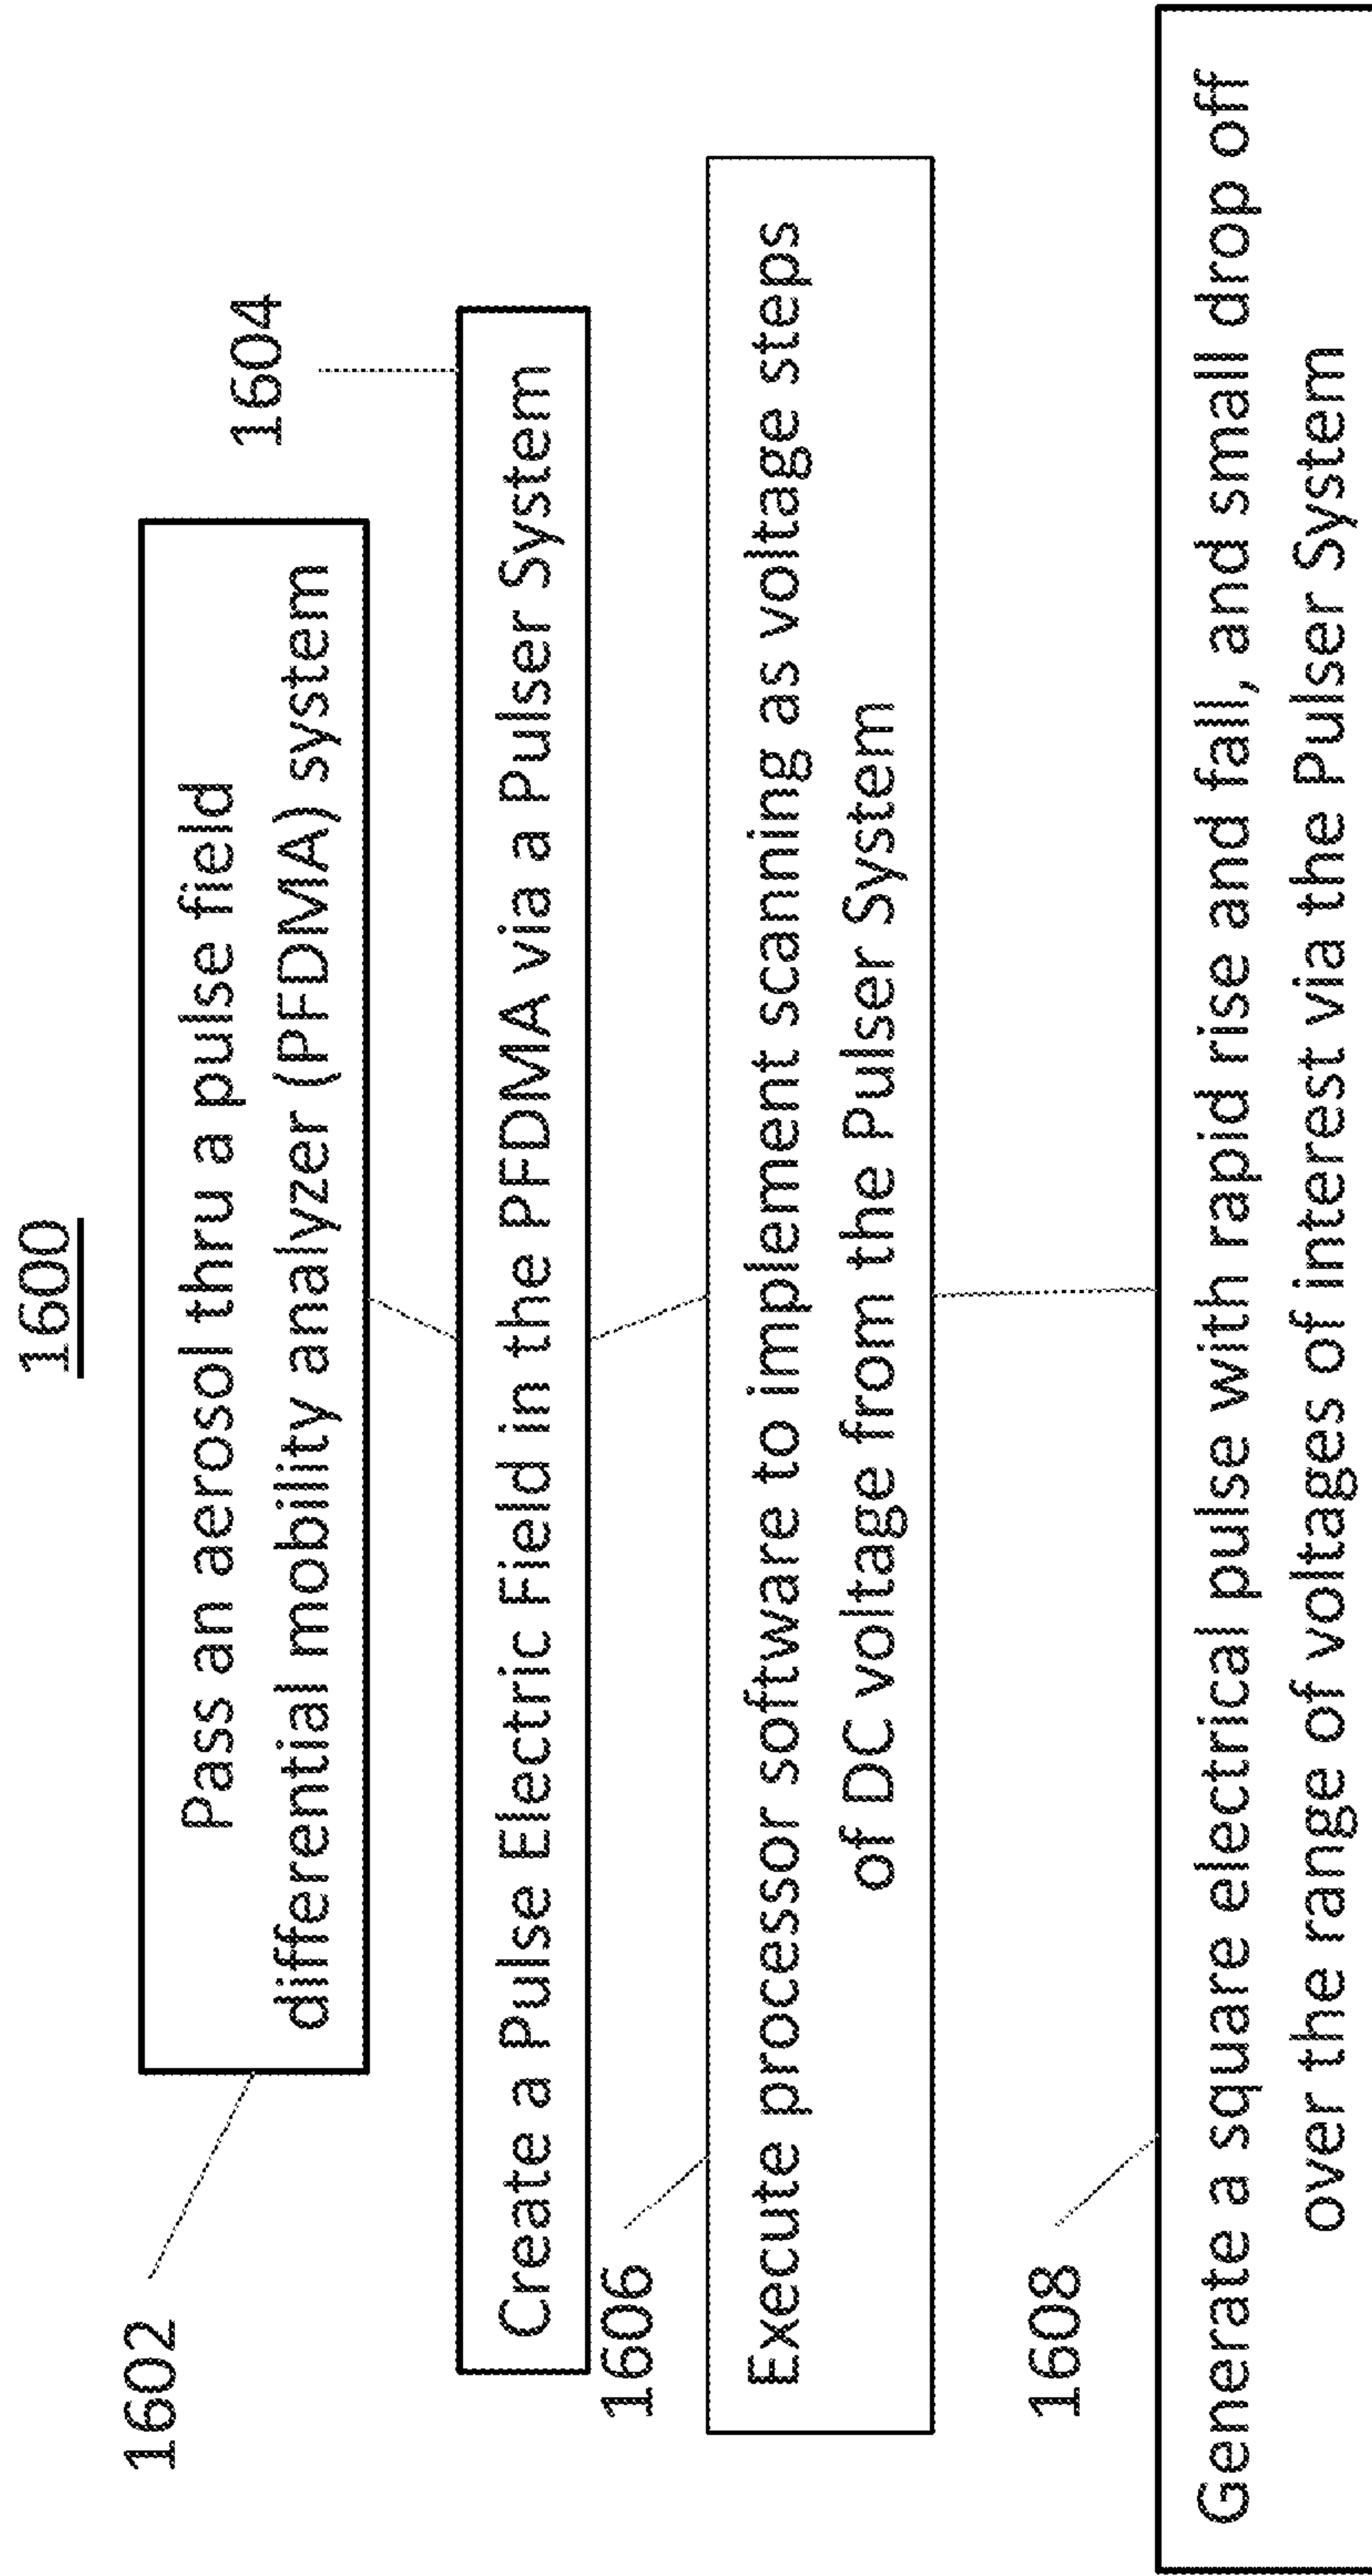 1600
1602
Pass an aerosol thru a pulse field
differential mobility analyzer (PFDMA) system
1604
Create a Pulse Electric Field in the PFDMA via a Pulser System
1606
Execute processor software to implement scanning as voltage steps
of DC voltage from the Pulser System
1608
Generate a square electrical pulse with rapid rise and fall, and small drop off
over the range of voltages of interest via the Pulser System